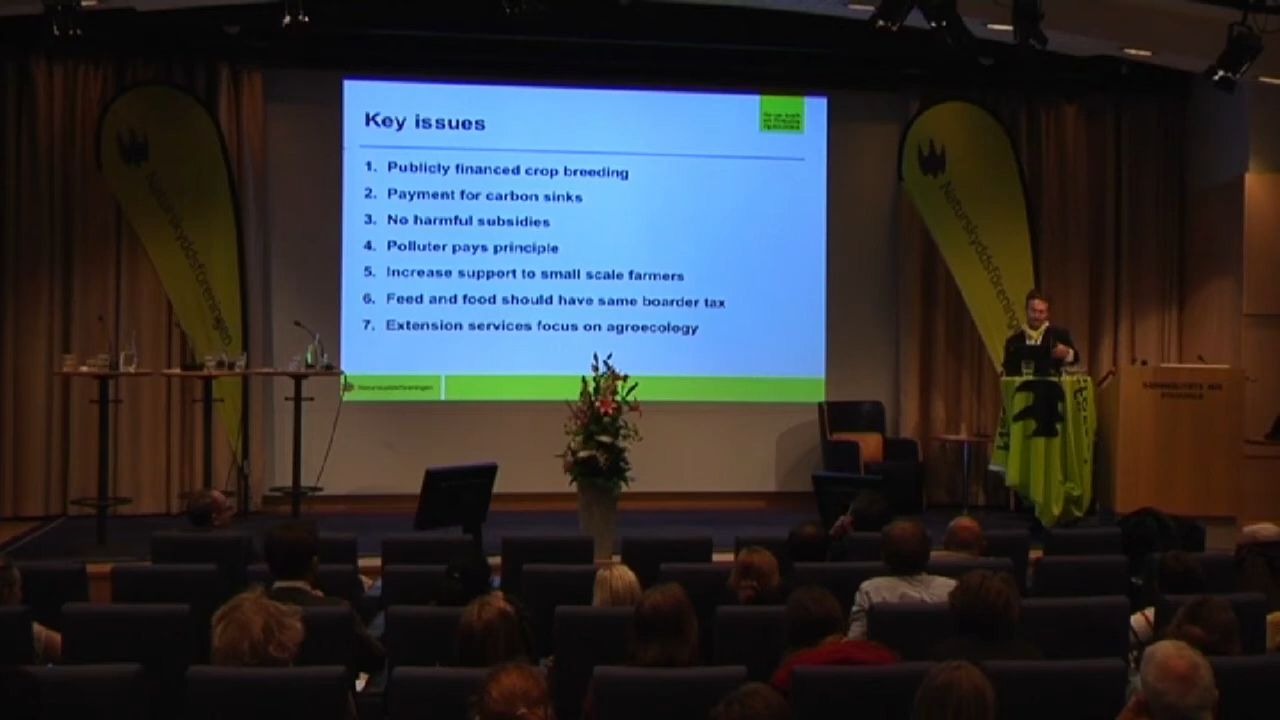 Key issues
1. Publicly financed crop breeding
2. Payment for carbon sinks
3. No harmful subsidies
4. Polluter pays principle
5. Increase support to small scale farmers
6. Feed and food should have same boarder tax
7. Extension services focus on agroecology
Naturskyddsföreningen
Naturskyddsföreningen
Naturskyddsföreningen